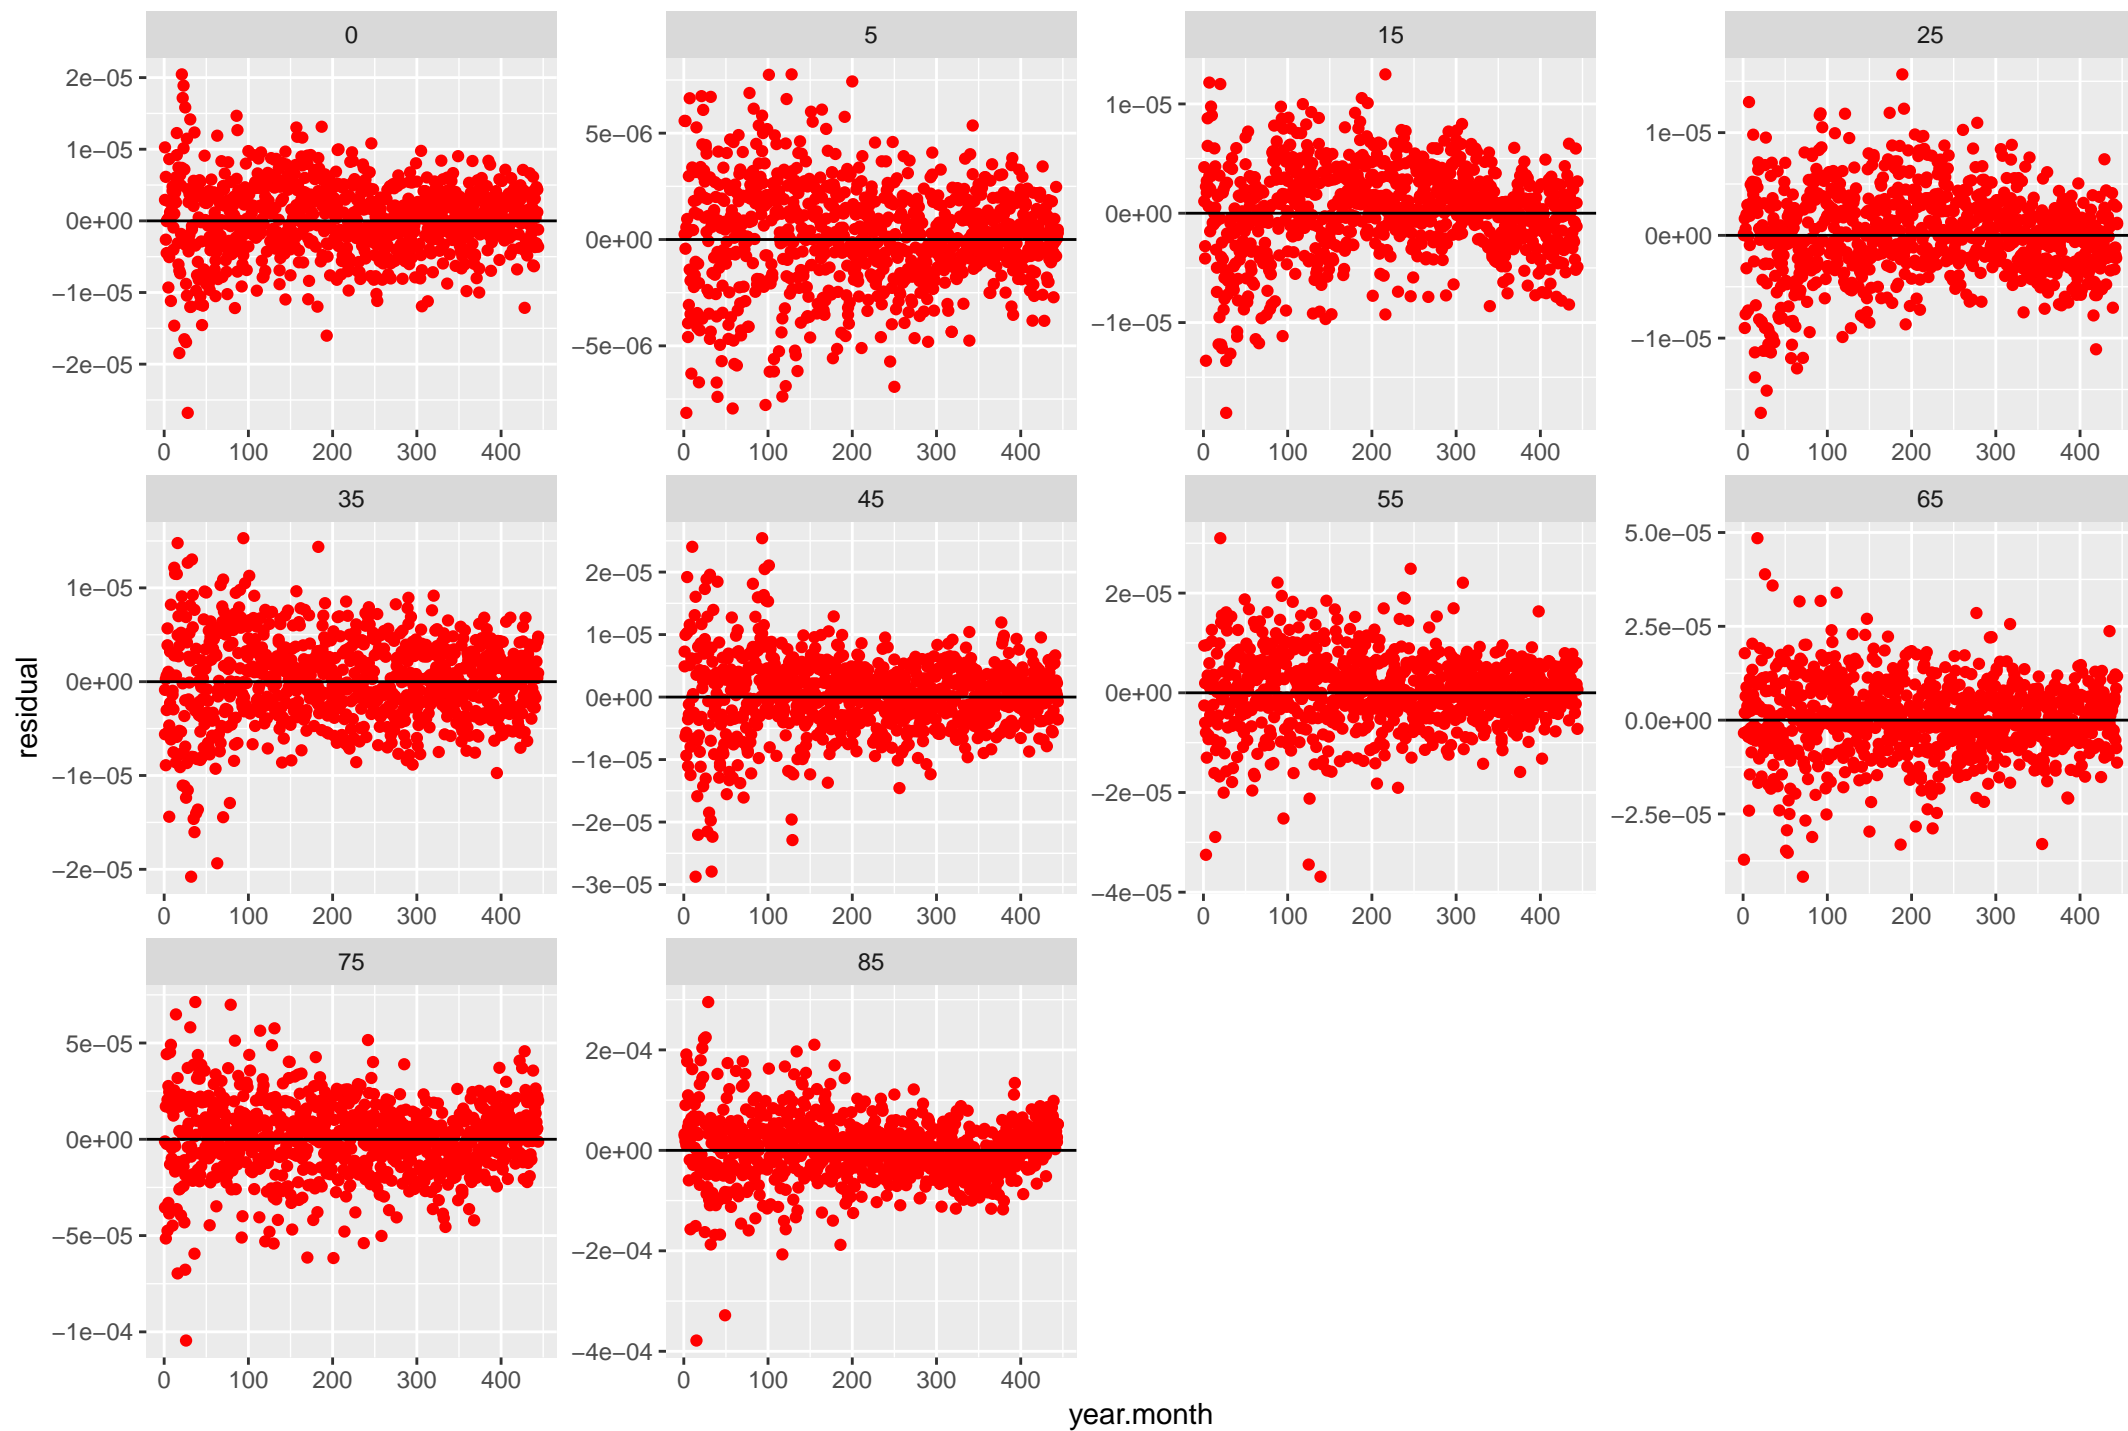 0 5 15 25
2e−05 1e−05 0e+00 −1e−05 −2e−05
5e−06 0e+00 −5e−06
1e−05 0e+00 −1e−05
1e−05 0e+00 −1e−05
0 100 200 300 400 0 100 200 300 400 0 100 200 300 400 0 100 200 300 400
35 45 55 65
1e−05 0e+00 −1e−05 −2e−05
2e−05 1e−05 0e+00 −1e−05 −2e−05 −3e−05
2e−05 0e+00 −2e−05 −4e−05
5.0e−05 2.5e−05 0.0e+00 −2.5e−05
0 100 200 300 400 0 100 200 300 400 0 100 200 300 400 0 100 200 300 400
75 85
5e−05 0e+00 −5e−05 −1e−04
2e−04 0e+00 −2e−04 −4e−04
0 100 200 300 400 0 100 200 300 400
residual
year.month